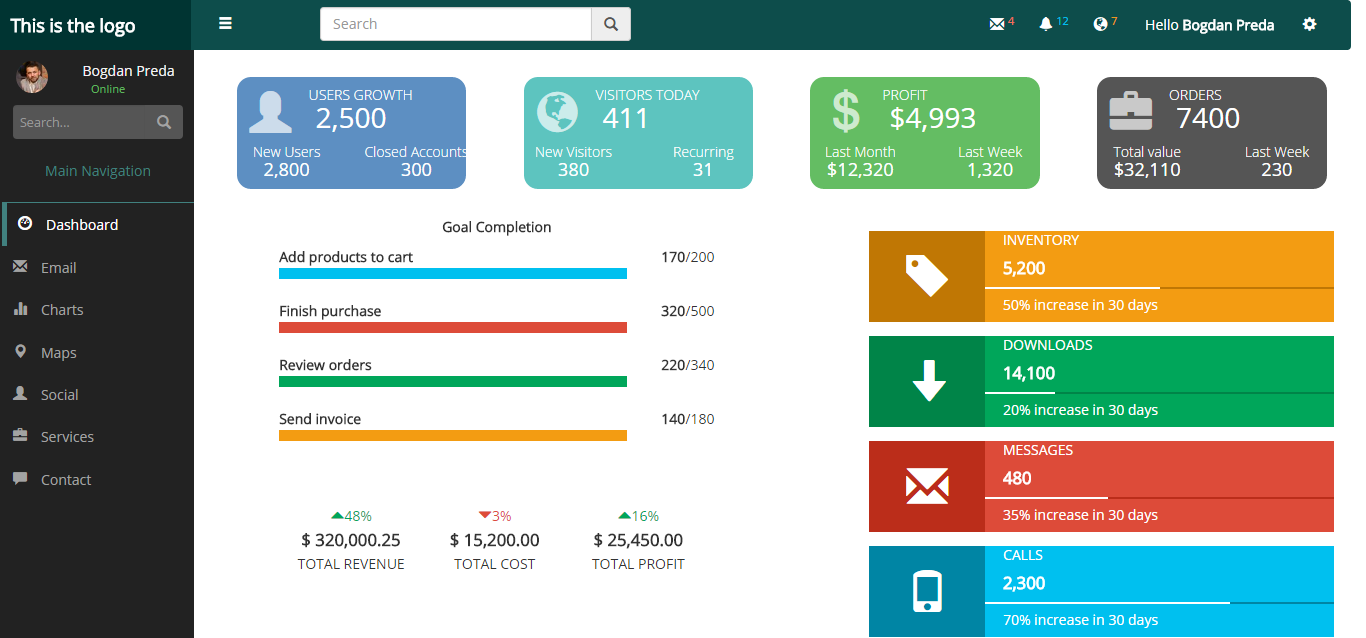 This is the logo
Search
4
12
7
Hello Bogdan Preda
Bogdan Preda
Online
Search...
Main Navigation
Dashboard
Email
Charts
Maps
Social
Services
Contact
USERS GROWTH
2,500
New Users
Closed Accounts
2,800
300
VISITORS TODAY
411
New Visitors
Recurring
380
31
PROFIT
$4,993
Last Month
Last Week
$12,320
1,320
ORDERS
7400
Total value
Last Week
$32,110
230
Goal Completion
Add products to cart 170/200
Finish purchase 320/500
Review orders 220/340
Send invoice 140/180
48%
$ 320,000.25
TOTAL REVENUE
3%
$ 15,200.00
TOTAL COST
16%
$ 25,450.00
TOTAL PROFIT
INVENTORY
5,200
50% increase in 30 days
DOWNLOADS
14,100
20% increase in 30 days
MESSAGES
480
35% increase in 30 days
CALLS
2,300
70% increase in 30 days